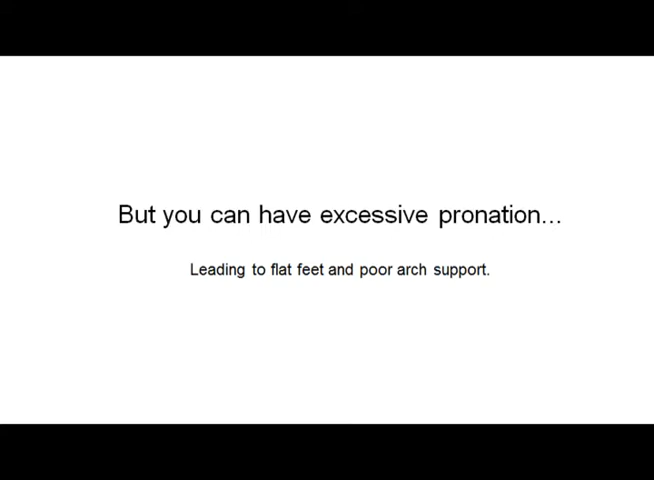 But you can have excessive pronation...
Leading to flat feet and poor arch support.